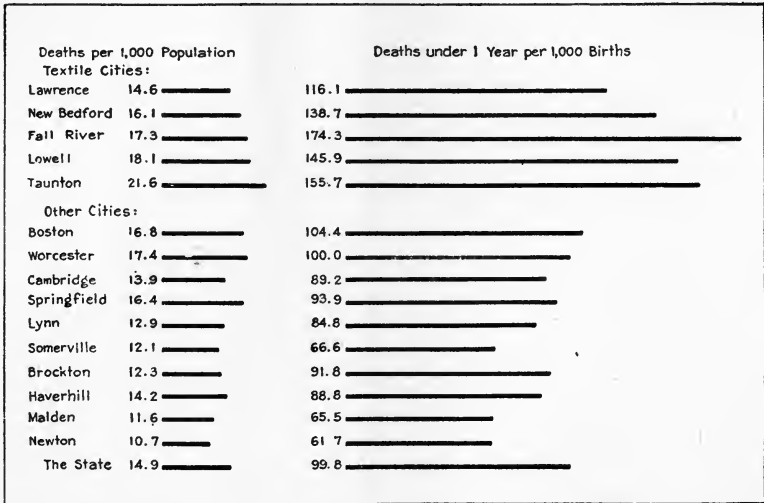 Deaths per 1,000 Population Deaths under 1 Year per 1,000 Births
Textile Cities:
Lawrence 14.6 116.1
New Bedford 16.1 138.7
Fall River 17.3 174.3
Lowell 18.1 145.9
Taunton 21.6 155.7
Other Cities:
Boston 16.8 104.4
Worcester 17.4 100.0
Cambridge 13.9 89.2
Springfield 16.4 93.9
Lynn 12.9 84.8
Somerville 12.1 66.6
Brockton 12.3 91.8
Haverhill 14.2 88.8
Malden 11.6 65.5
Newton 10.7 61 7
The State 14.9 99.8